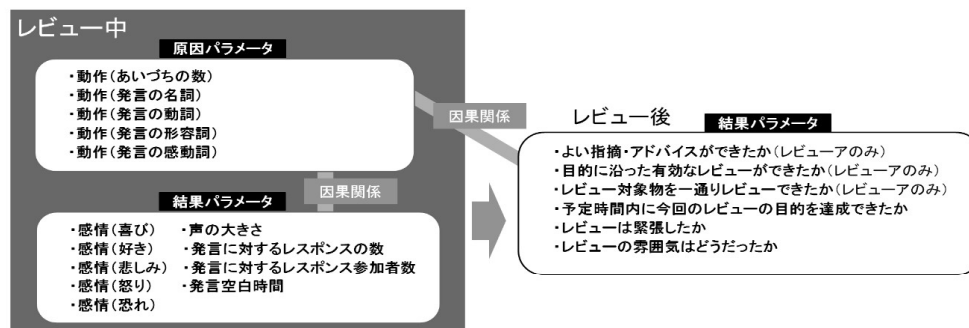 レビュー中
原因パラメータ
・動作(あいづちの数)
・動作(発言の名詞)
・動作(発言の動詞)
・動作(発言の形容詞)
・動作(発言の感動詞)
因果関係
結果パラメータ
・感情(喜び)
・感情(好き)
・感情(悲しみ)
・感情(怒り)
・感情(恐れ)
・声の大きさ
・発言に対するレスポンスの数
・発言に対するレスポンス参加者数
・発言空白時間
因果関係
レビュー後
結果パラメータ
・よい指摘・アドバイスができたか(レビューアのみ)
・目的に沿った有効なレビューができたか(レビューアのみ)
・レビュー対象物を一通りレビューできたか(レビューアのみ)
・予定時間内に今回のレビューの目的を達成できたか
・レビューは緊張したか
・レビューの雰囲気はどうだったか